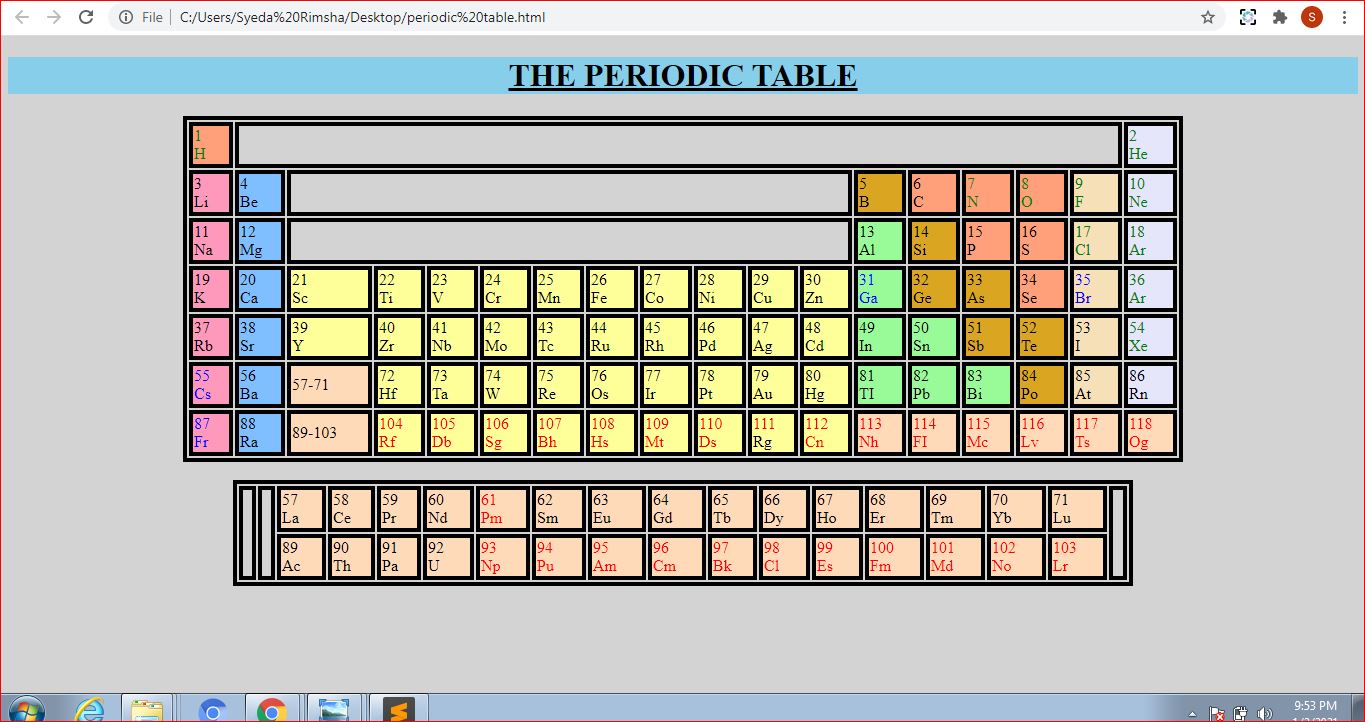 File C:/Users/Syeda%20Rimsha/Desktop/periodic%20table.html
S
THE PERIODIC TABLE
1 2
H He
3 4 5 6 7 8 9 10
Li Be B C N O F Ne
11 12 13 14 15 16 17 18
Na Mg Al Si P S Cl Ar
19 20 21 22 23 24 25 26 27 28 29 30 31 32 33 34 35 36
K Ca Sc Ti V Cr Mn Fe Co Ni Cu Zn Ga Ge As Se Br Ar
37 38 39 40 41 42 43 44 45 46 47 48 49 50 51 52 53 54
Rb Sr Y Zr Nb Mo Tc Ru Rh Pd Ag Cd In Sn Sb Te I Xe
55 56 57-71 72 73 74 75 76 77 78 79 80 81 82 83 84 85 86
Cs Ba Hf Ta W Re Os Ir Pt Au Hg TI Pb Bi Po At Rn
87 88 89-103 104 105 106 107 108 109 110 111 112 113 114 115 116 117 118
Fr Ra Rf Db Sg Bh Hs Mt Ds Rg Cn Nh FI Mc Lv Ts Og
57 58 59 60 61 62 63 64 65 66 67 68 69 70 71
La Ce Pr Nd Pm Sm Eu Gd Tb Dy Ho Er Tm Yb Lu
89 90 91 92 93 94 95 96 97 98 99 100 101 102 103
Ac Th Pa U Np Pu Am Cm Bk Cl Es Fm Md No Lr
9:53 PM